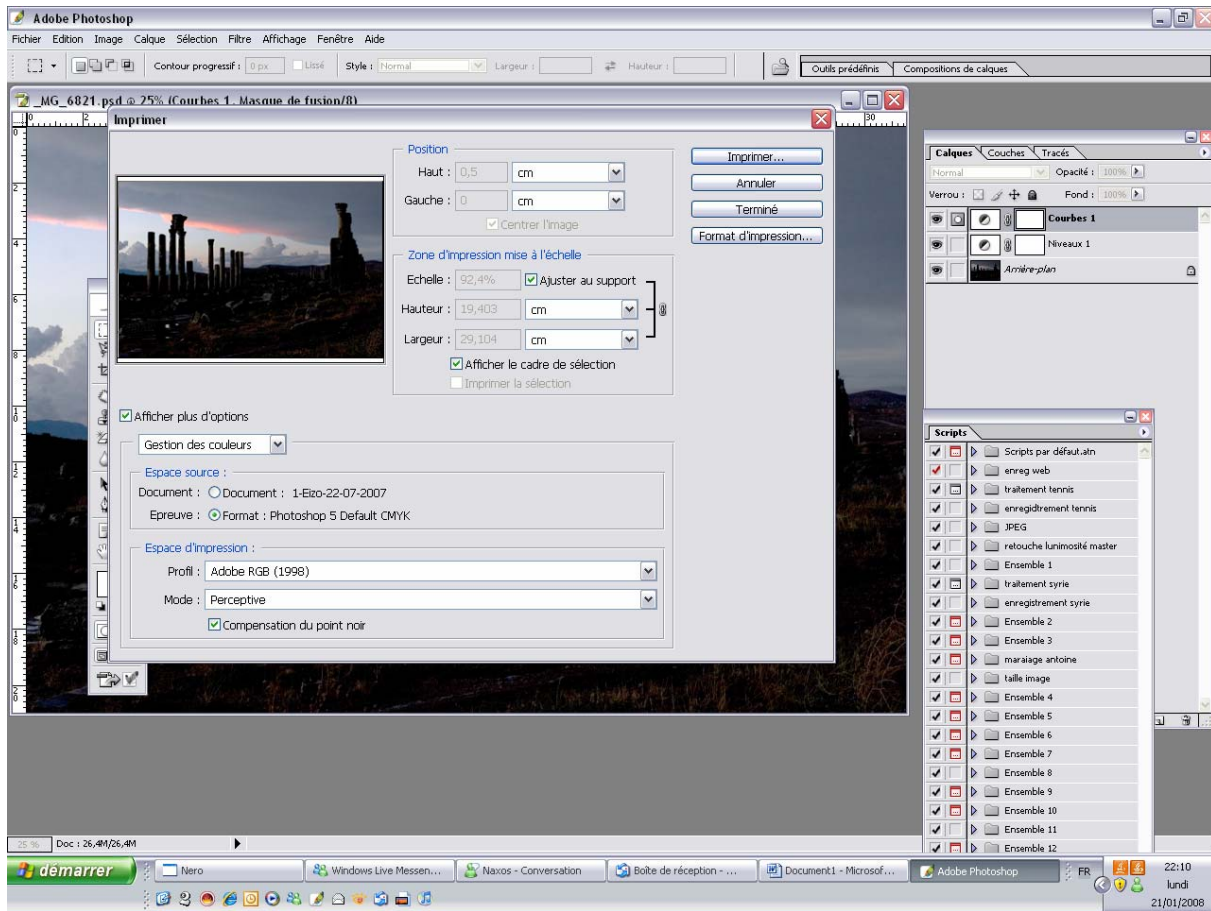 Adobe Photoshop
Fichier Edition Image Calque Sélection Filtre Affichage Fenêtre Aide
Contour progressif : 0 px Lissé Style : Normal Largeur : Hauteur : Outils prédéfinis Compositions de calques
_MG_6821.psd @ 25% (Courbes 1, Masque de fusion/8)
Imprimer
Position
Haut : 0,5 cm
Gauche : 0 cm
Centrer l'image
Zone d'impression mise à l'échelle
Echelle : 92,4% Ajuster au support
Hauteur : 19,403 cm
Largeur : 29,104 cm
Afficher le cadre de sélection
Imprimer la sélection
Imprimer...
Annuler
Terminé
Format d'impression...
Afficher plus d'options
Gestion des couleurs
Espace source :
Document : Document : 1-Eizo-22-07-2007
Epreuve : Format : Photoshop 5 Default CMYK
Espace d'impression :
Profil : Adobe RGB (1998)
Mode : Perceptive
Compensation du point noir
Calques Couches Tracés
Normal Opacité : 100%
Verrou : Fond : 100%
Courbes 1
Niveaux 1
Arrière-plan
Scripts
Scripts par défaut.atn
enreg web
traitement tennis
enregidtrement tennis
JPEG
retouche lunimosité master
Ensemble 1
traitement syrie
enregistrement syrie
Ensemble 2
Ensemble 3
maraiage antoine
taille image
Ensemble 4
Ensemble 5
Ensemble 6
Ensemble 7
Ensemble 8
Ensemble 9
Ensemble 10
Ensemble 11
Ensemble 12
25 % Doc : 26,4M/26,4M
démarrer Nero Windows Live Messen... Naxos - Conversation Boîte de réception - ... Document1 - Microsof... Adobe Photoshop FR 22:10
lundi
21/01/2008